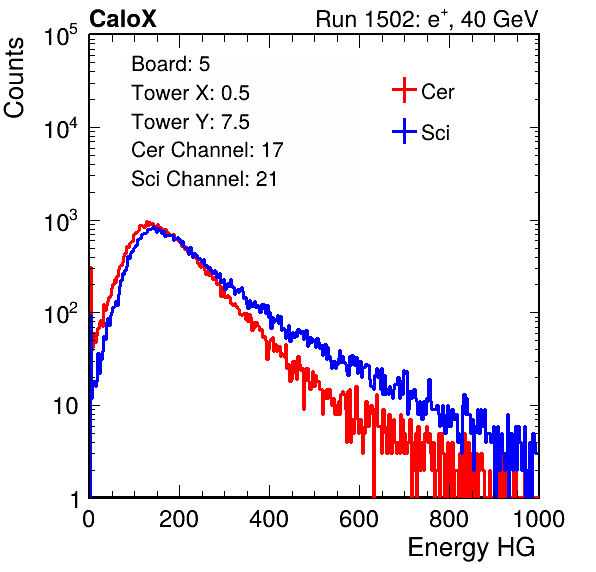 CaloX Run 1502: e⁺, 40 GeV
Counts
Board: 5
Tower X: 0.5
Tower Y: 7.5
Cer Channel: 17
Sci Channel: 21
Cer
Sci
10⁵
10⁴
10³
10²
10
1
0 200 400 600 800 1000
Energy HG